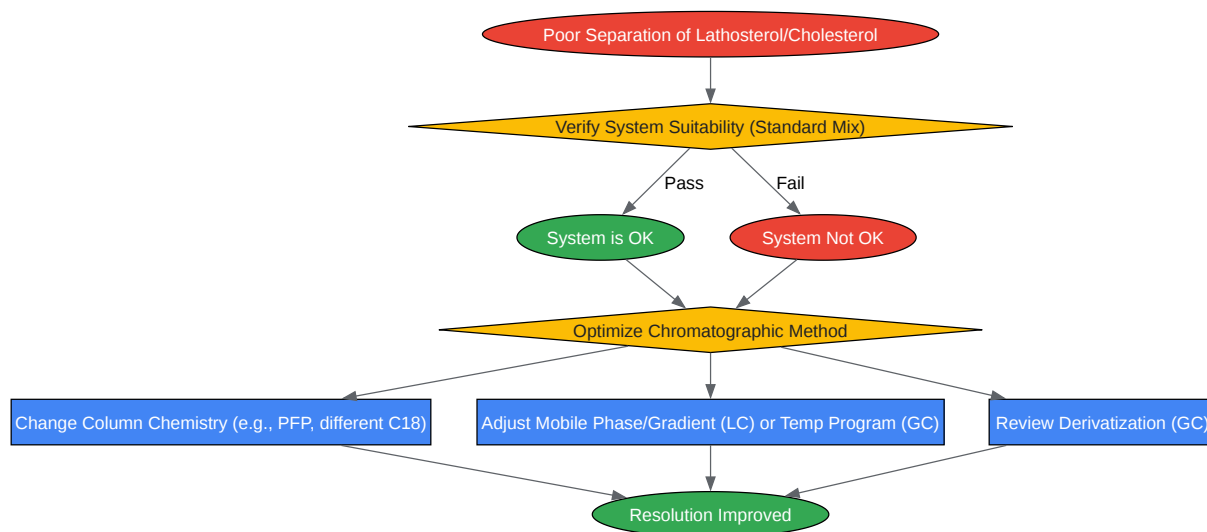 Poor Separation of Lathosterol/Cholesterol
Verify System Suitability (Standard Mix)
Pass
Fail
System is OK
System Not OK
Optimize Chromatographic Method
Change Column Chemistry (e.g., PFP, different C18)
Adjust Mobile Phase/Gradient (LC) or Temp Program (GC)
Review Derivatization (GC)
Resolution Improved